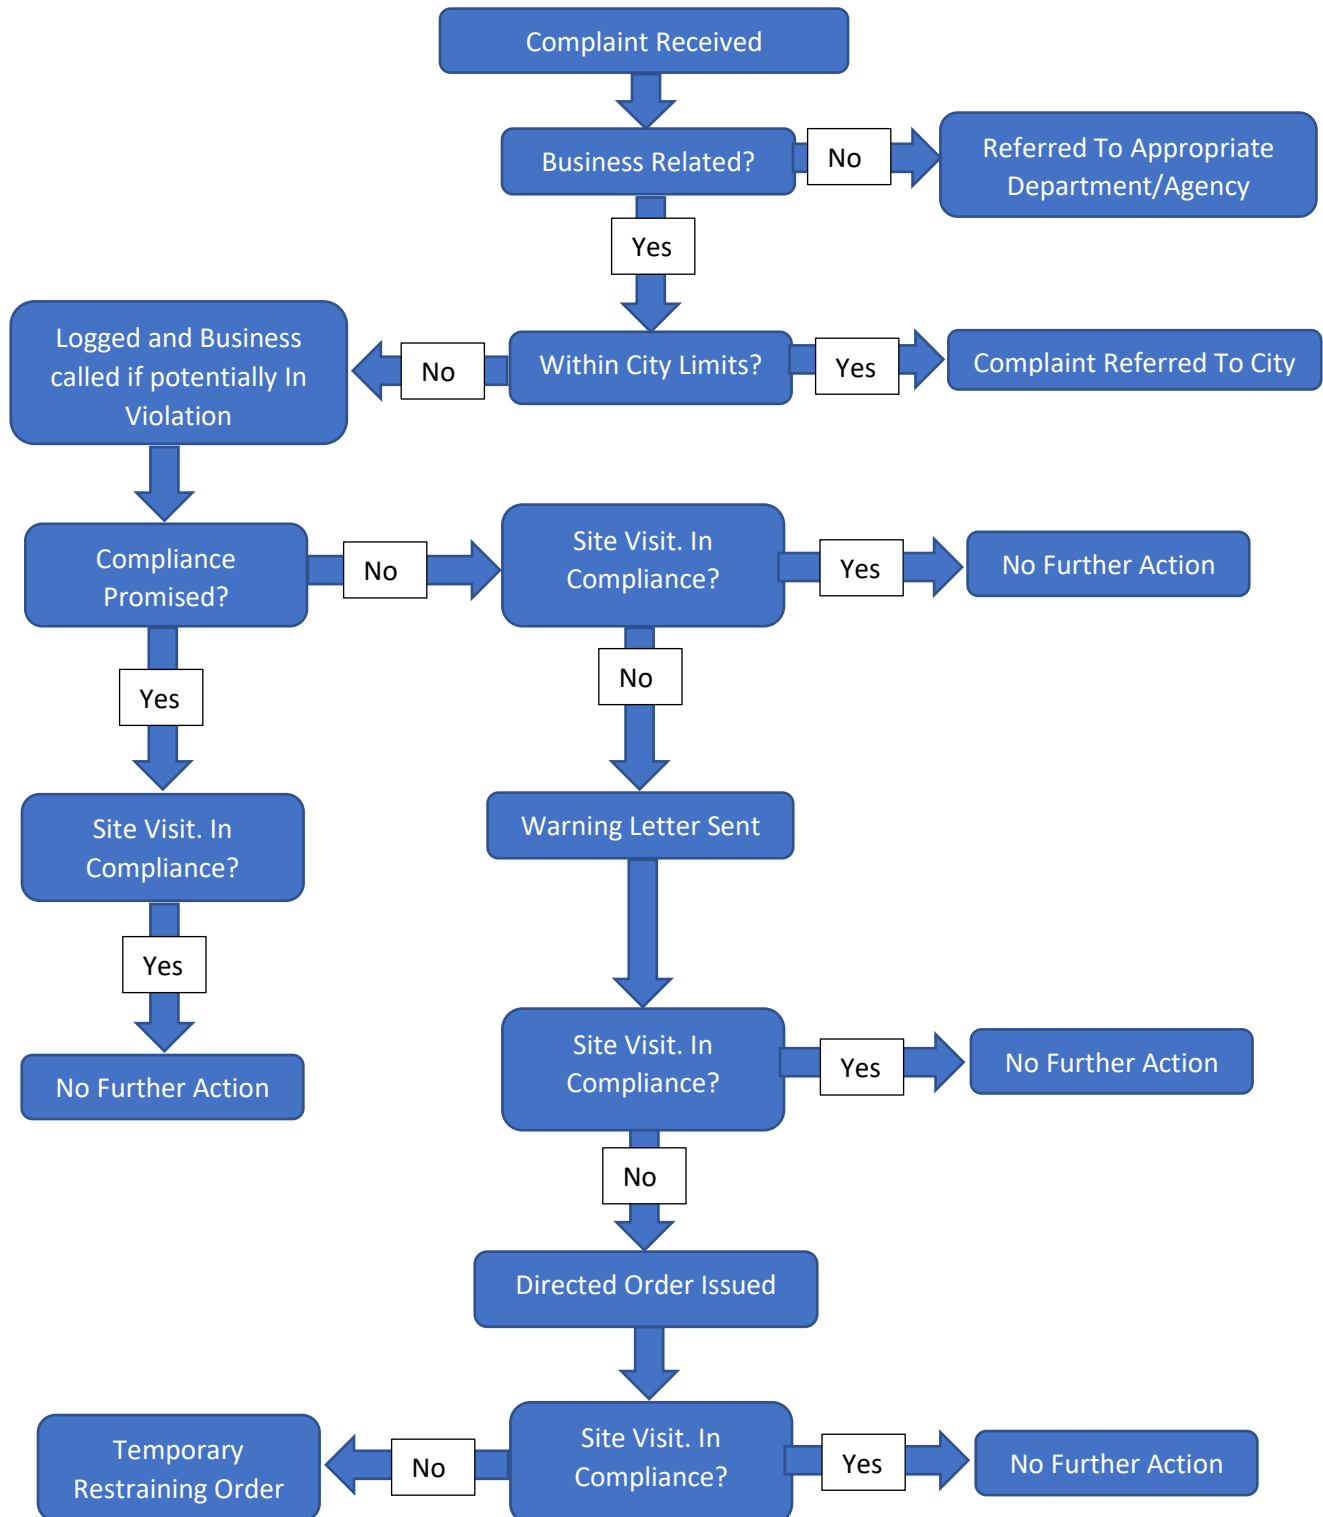 Complaint Received
Business Related?
No
Referred To Appropriate
Department/Agency
Yes
Logged and Business
called if potentially In
Violation
No
Within City Limits?
Yes
Complaint Referred To City
Compliance
Promised?
No
Site Visit. In
Compliance?
Yes
No Further Action
Yes
No
Site Visit. In
Compliance?
Warning Letter Sent
Yes
No Further Action
Site Visit. In
Compliance?
Yes
No Further Action
No
Directed Order Issued
Temporary
Restraining Order
No
Site Visit. In
Compliance?
Yes
No Further Action